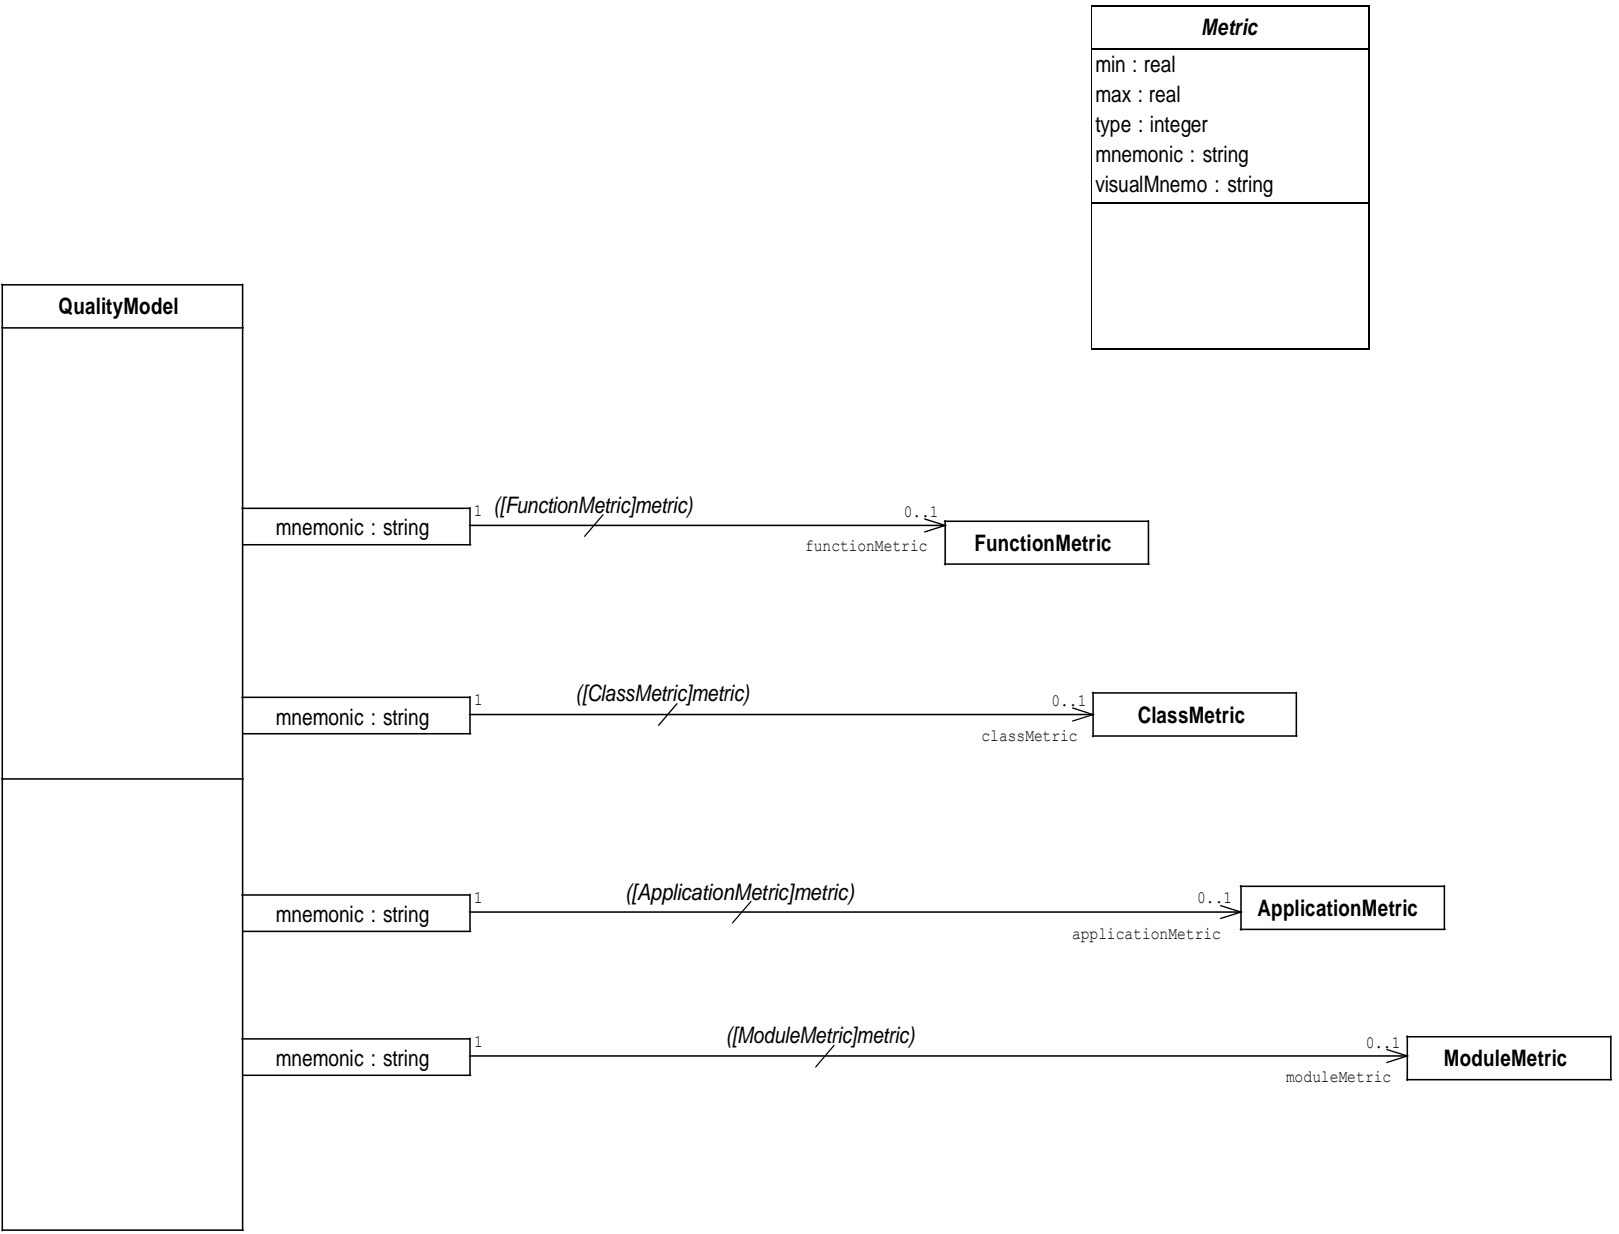 Metric
min : real
max : real
type : integer
mnemonic : string
visualMnemo : string
QualityModel
mnemonic : string
1
([FunctionMetric]metric)
0..1
functionMetric
FunctionMetric
mnemonic : string
1
([ClassMetric]metric)
0..1
classMetric
ClassMetric
mnemonic : string
1
([ApplicationMetric]metric)
0..1
applicationMetric
ApplicationMetric
mnemonic : string
1
([ModuleMetric]metric)
0..1
moduleMetric
ModuleMetric